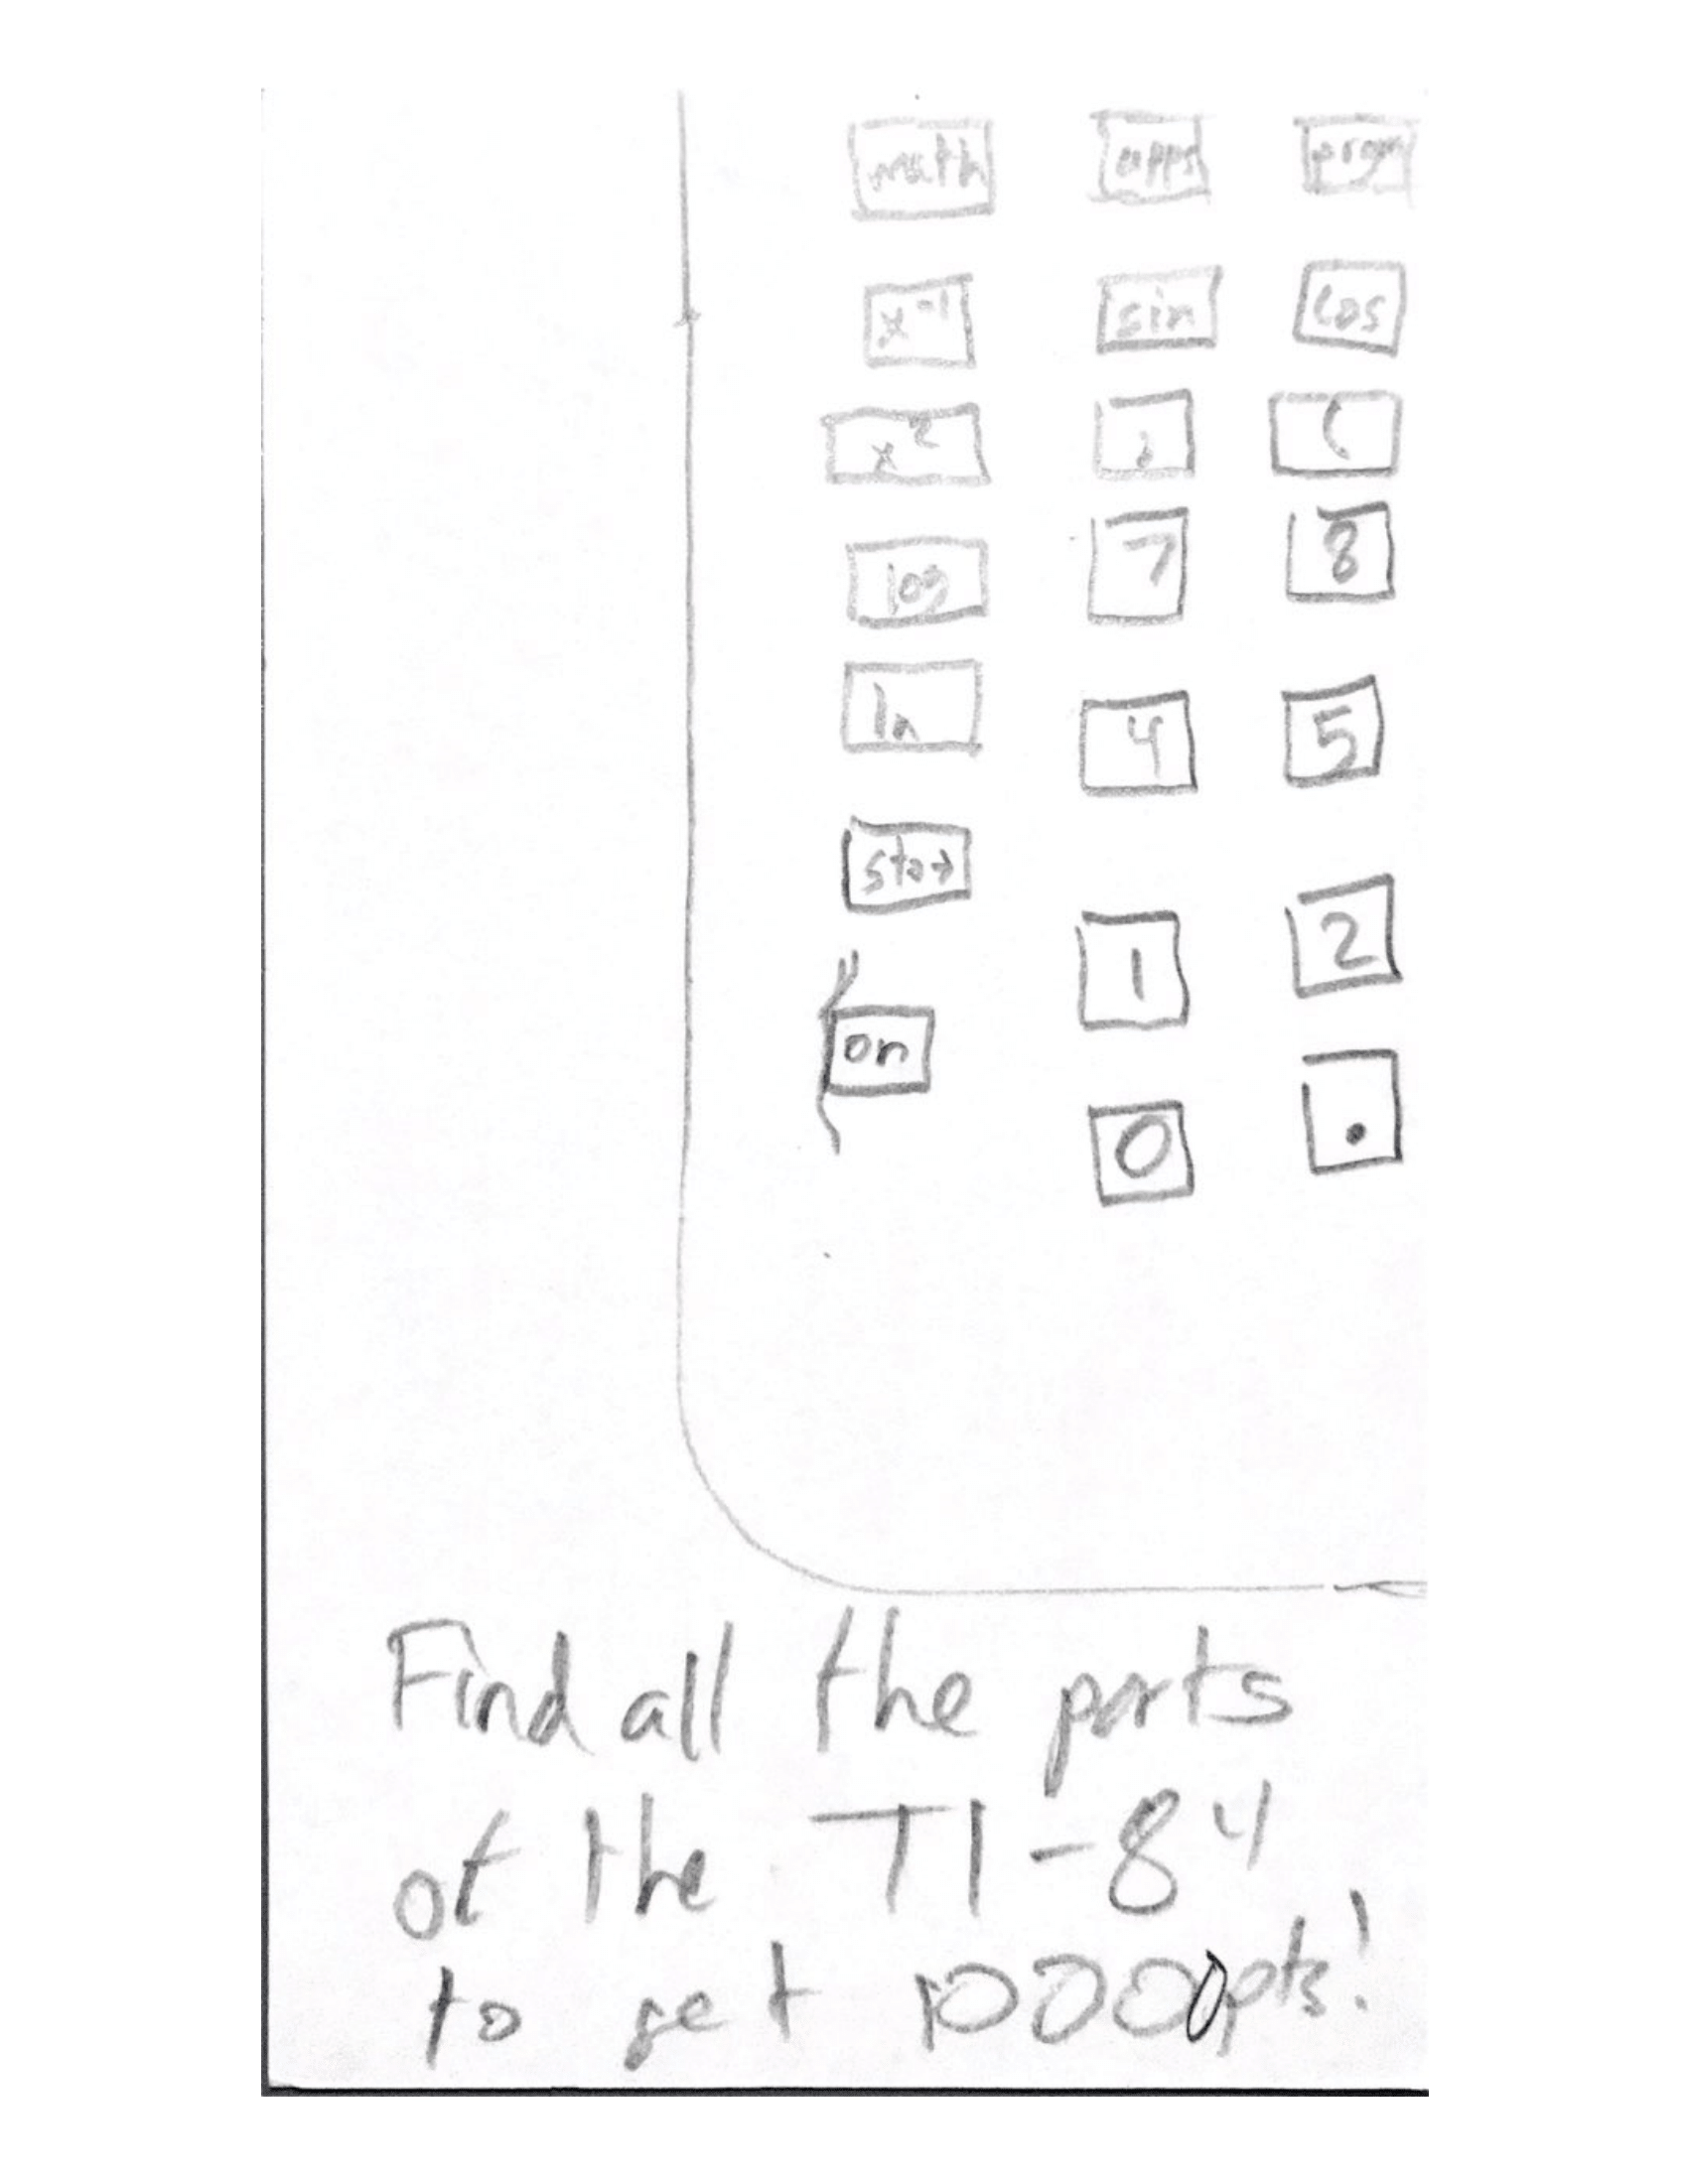 math apps prgm
x⁻¹ sin cos
x² , (
log 7 8
ln 4 5
sto→
1 2
on
0 .
Find all the parts
of the TI-84
to get 10000pts!